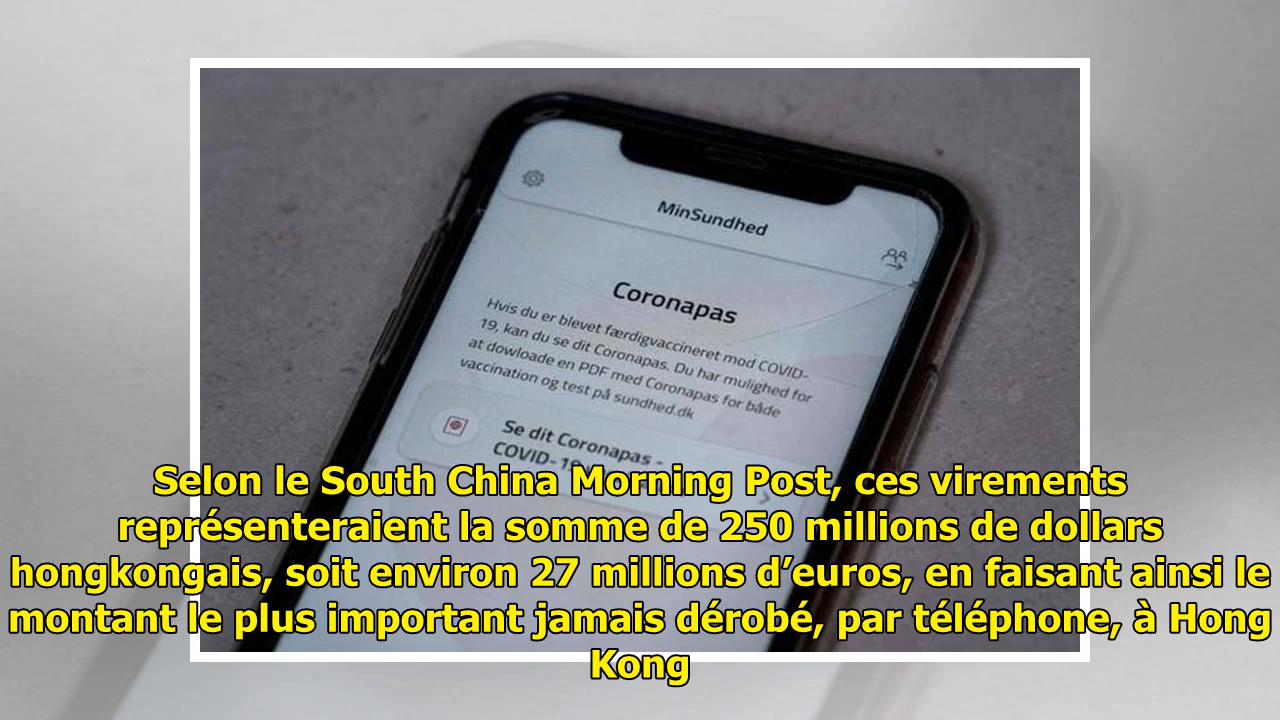 MinSundhed
Coronapas
Hvis du er blevet færdigvaccineret mod COVID-
19, kan du se dit Coronapas. Du har mulighed for
at dowloade en PDF med Coronapas for både
vaccination og test på sundhed.dk
Se dit Coronapas -
COVID-19
Selon le South China Morning Post, ces virements
représenteraient la somme de 250 millions de dollars
hongkongais, soit environ 27 millions d’euros, en faisant ainsi le
montant le plus important jamais dérobé, par téléphone, à Hong
Kong